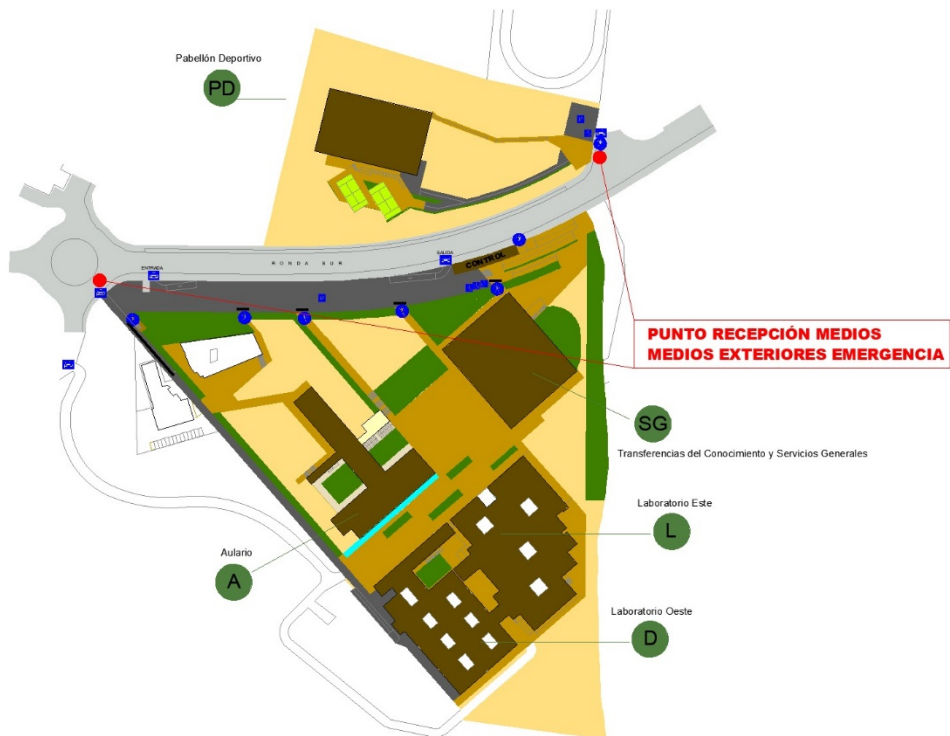 Pabellón Deportivo
PD
SALIDA
CONTROL
RONDA SUR
ENTRADA
PUNTO RECEPCIÓN MEDIOS
MEDIOS EXTERIORES EMERGENCIA
SG
Transferencias del Conocimiento y Servicios Generales
Laboratorio Este
L
Aulario
A
Laboratorio Oeste
D